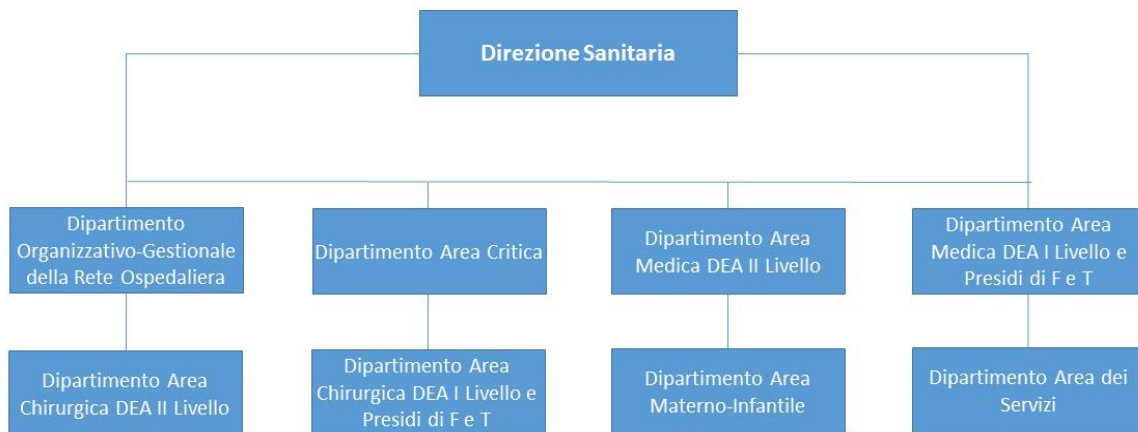 Direzione Sanitaria
Dipartimento
Organizzativo-Gestionale
della Rete Ospedaliera
Dipartimento Area Critica
Dipartimento Area
Medica DEA II Livello
Dipartimento Area
Medica DEA I Livello e
Presidi di F e T
Dipartimento Area
Chirurgica DEA II Livello
Dipartimento Area
Chirurgica DEA I Livello e
Presidi di F e T
Dipartimento Area
Materno-Infantile
Dipartimento Area dei
Servizi